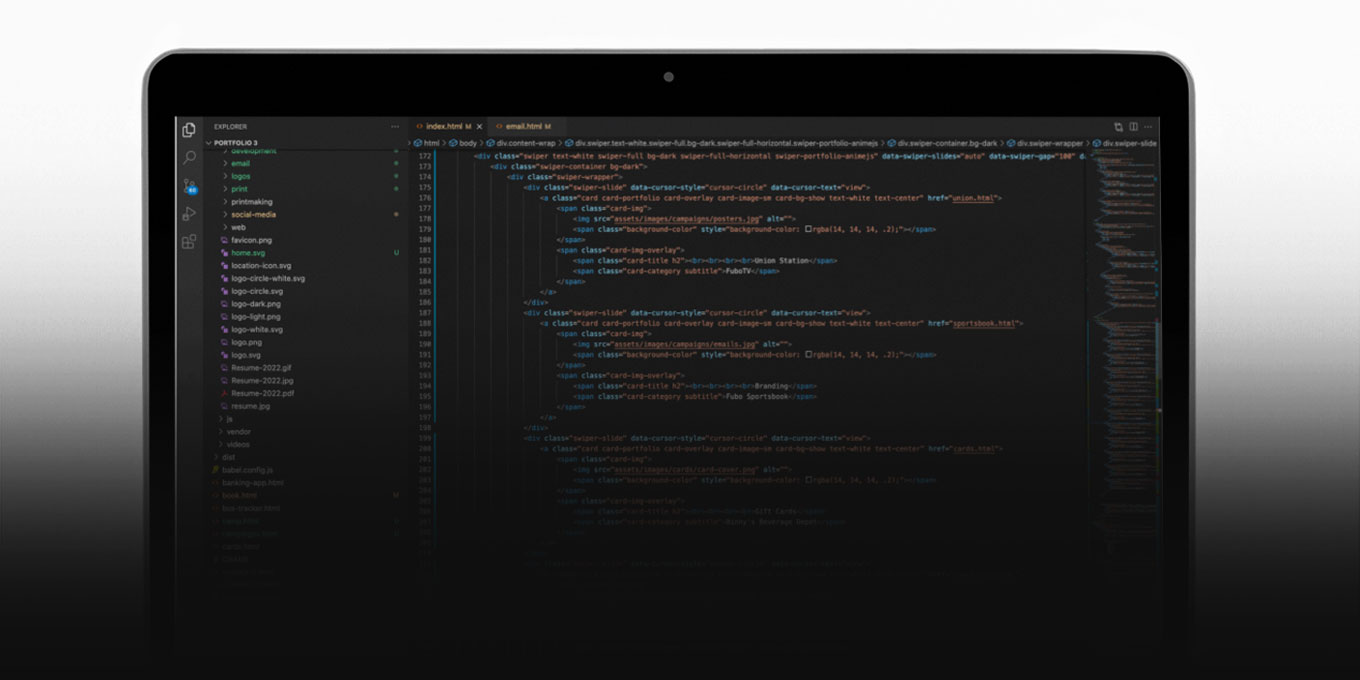 EXPLORER
PORTFOLIO 3
development
email
logos
print
printmaking
social-media
web
favicon.png
home.svg U
location-icon.svg
logo-circle-white.svg
logo-circle.svg
logo-dark.png
logo-light.png
logo-white.svg
logo.png
logo.svg
Resume-2022.gif
Resume-2022.jpg
Resume-2022.pdf
resume.jpg
js
vendor
videos
dist
babel.config.js
banking-app.html
book.html M
bus-tracker.html
cards.html
index.html M × email.html M
html > body > div.content-wrap > div.swiper.text-white.swiper-full.bg-dark.swiper-full-horizontal.swiper-portfolio-animejs > div.swiper-container.bg-dark > div.swiper-wrapper > div.swiper-slide
172 <div class="swiper text-white swiper-full bg-dark swiper-full-horizontal swiper-portfolio-animejs" data-swiper-slides="auto" data-swiper-gap="100"
173 <div class="swiper-container bg-dark">
174 <div class="swiper-wrapper">
175 <div class="swiper-slide" data-cursor-style="cursor-circle" data-cursor-text="view">
176 <a class="card card-portfolio card-overlay card-image-sm card-bg-show text-white text-center" href="union.html">
177 <span class="card-img">
178 <img src="assets/images/campaigns/posters.jpg" alt="">
179 <span class="background-color" style="background-color: rgba(14, 14, 14, .2);"></span>
180 </span>
181 <span class="card-img-overlay">
182 <span class="card-title h2"><br><br><br><br>Union Station</span>
183 <span class="card-category subtitle">FuboTV</span>
184 </span>
185 </a>
186 </div>
187 <div class="swiper-slide" data-cursor-style="cursor-circle" data-cursor-text="view">
188 <a class="card card-portfolio card-overlay card-image-sm card-bg-show text-white text-center" href="sportsbook.html">
189 <span class="card-img">
190 <img src="assets/images/campaigns/emails.jpg" alt="">
191 <span class="background-color" style="background-color: rgba(14, 14, 14, .2);"></span>
192 </span>
193 <span class="card-img-overlay">
194 <span class="card-title h2"><br><br><br><br>Branding</span>
195 <span class="card-category subtitle">Fubo Sportsbook</span>
196 </span>
197 </a>
198 </div>
199 <div class="swiper-slide" data-cursor-style="cursor-circle" data-cursor-text="view">
200 <a class="card card-portfolio card-overlay card-image-sm card-bg-show text-white text-center" href="cards.html">
201 <span class="card-img">
202 <img src="assets/images/cards/card-cover.png" alt="">
203 <span class="background-color" style="background-color: rgba(14, 14, 14, .2);"></span>
204 </span>
205 <span class="card-img-overlay">
206 <span class="card-title h2"><br><br><br><br>Gift Cards</span>
207 <span class="card-category subtitle">Binny's Beverage Depot</span>